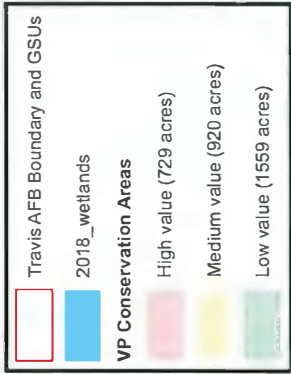 Travis AFB Boundary and GSUs
2018_wetlands
VP Conservation Areas
High value (729 acres)
Medium value (920 acres)
Low value (1559 acres)